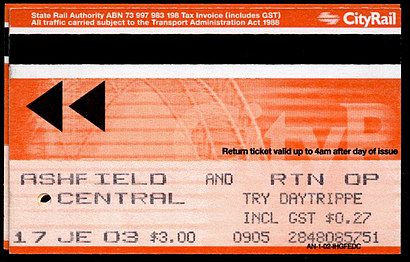 State Rail Authority ABN 73 997 983 198 Tax Invoice (includes GST)
All traffic carried subject to the Transport Administration Act 1988
CityRail
CityR
Return ticket valid up to 4am after day of issue
ASHFIELD AND RTN OP
CENTRAL TRY DAYTRIPPE
INCL GST $0.27
17 JE 03 $3.00 0905 2848085751
AN-1-02-IHGFEDC